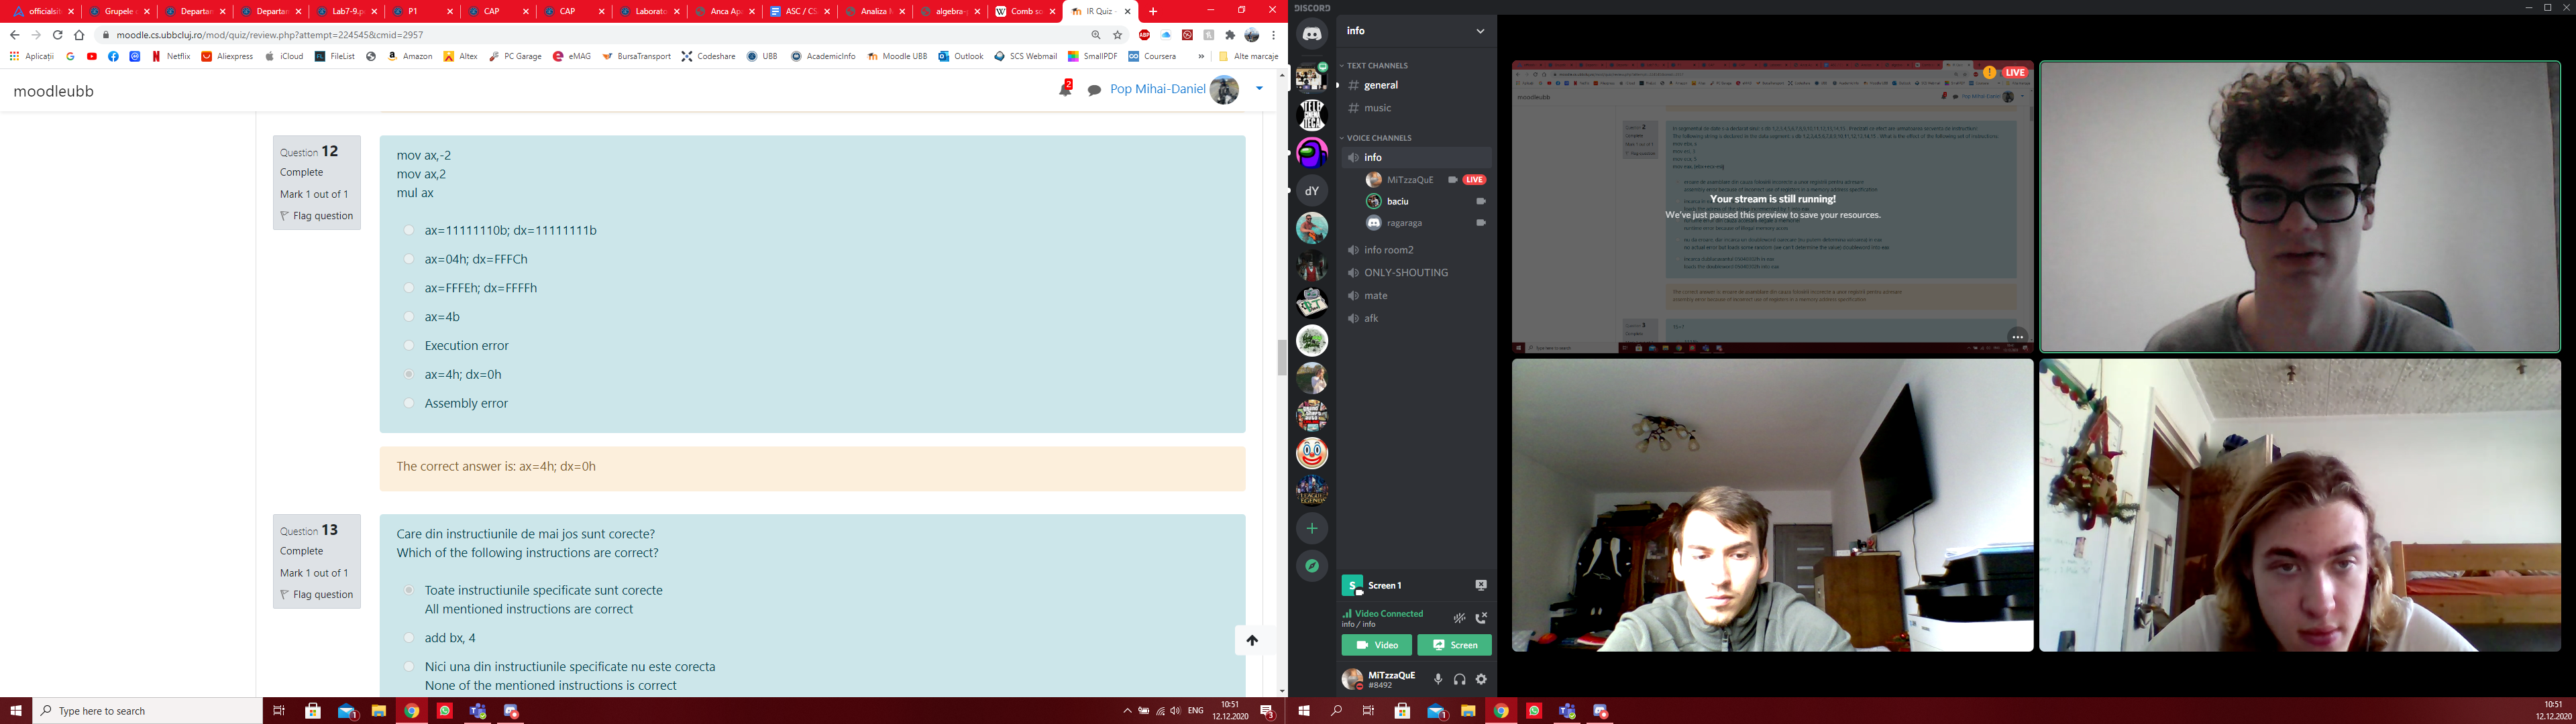 officialsit
Grupele
Departan
Departan
Lab7-9.p
P1
CAP
CAP
Laborato
Anca Ap
ASC / CS
Analiza
algebra-
Comb so
IR Quiz -
moodle.cs.ubbcluj.ro/mod/quiz/review.php?attempt=224545&cmid=2957
Aplicații
Netflix
Aliexpress
iCloud
FileList
Amazon
Altex
PC Garage
eMAG
BursaTransport
Codeshare
UBB
AcademicInfo
Moodle UBB
Outlook
SCS Webmail
SmallPDF
Coursera
»
Alte marcaje
moodleubb
2
Pop Mihai-Daniel
Question 12
Complete
Mark 1 out of 1
Flag question
mov ax,-2
mov ax,2
mul ax
ax=11111110b; dx=11111111b
ax=04h; dx=FFFCh
ax=FFFEh; dx=FFFFh
ax=4b
Execution error
ax=4h; dx=0h
Assembly error
The correct answer is: ax=4h; dx=0h
Question 13
Complete
Mark 1 out of 1
Flag question
Care din instructiunile de mai jos sunt corecte?
Which of the following instructions are correct?
Toate instructiunile specificate sunt corecte
All mentioned instructions are correct
add bx, 4
Nici una din instructiunile specificate nu este corecta
None of the mentioned instructions is correct
Type here to search
ENG
10:51
12.12.2020
DISCORD
info
TEXT CHANNELS
general
music
VOICE CHANNELS
info
MiTzzaQuE
LIVE
baciu
ragaraga
info room2
ONLY-SHOUTING
mate
afk
dY
LEAGUE LEGENDS
S
Screen 1
Video Connected
info / info
Video
Screen
MiTzzaQuE
#8492
LIVE
moodleubb
Your stream is still running!
We've just paused this preview to save your resources.
10:51
12.12.2020